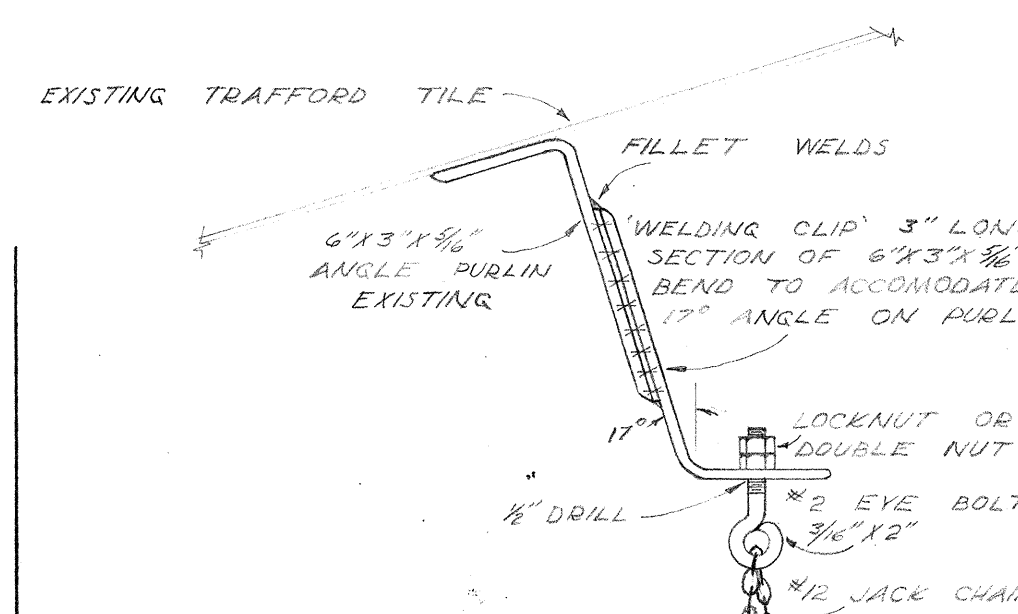 EXISTING TRAFFORD TILE
FILLET WELDS
'WELDING CLIP' 3" LON
SECTION OF 6"X3"X5/16"
BEND TO ACCOMODATE
17° ANGLE ON PURL
6"X3"X5/16"
ANGLE PURLIN
EXISTING
17°
LOCKNUT OR
DOUBLE NUT
1/2" DRILL
#2 EYE BOLT
3/16" X 2"
#12 JACK CHAI